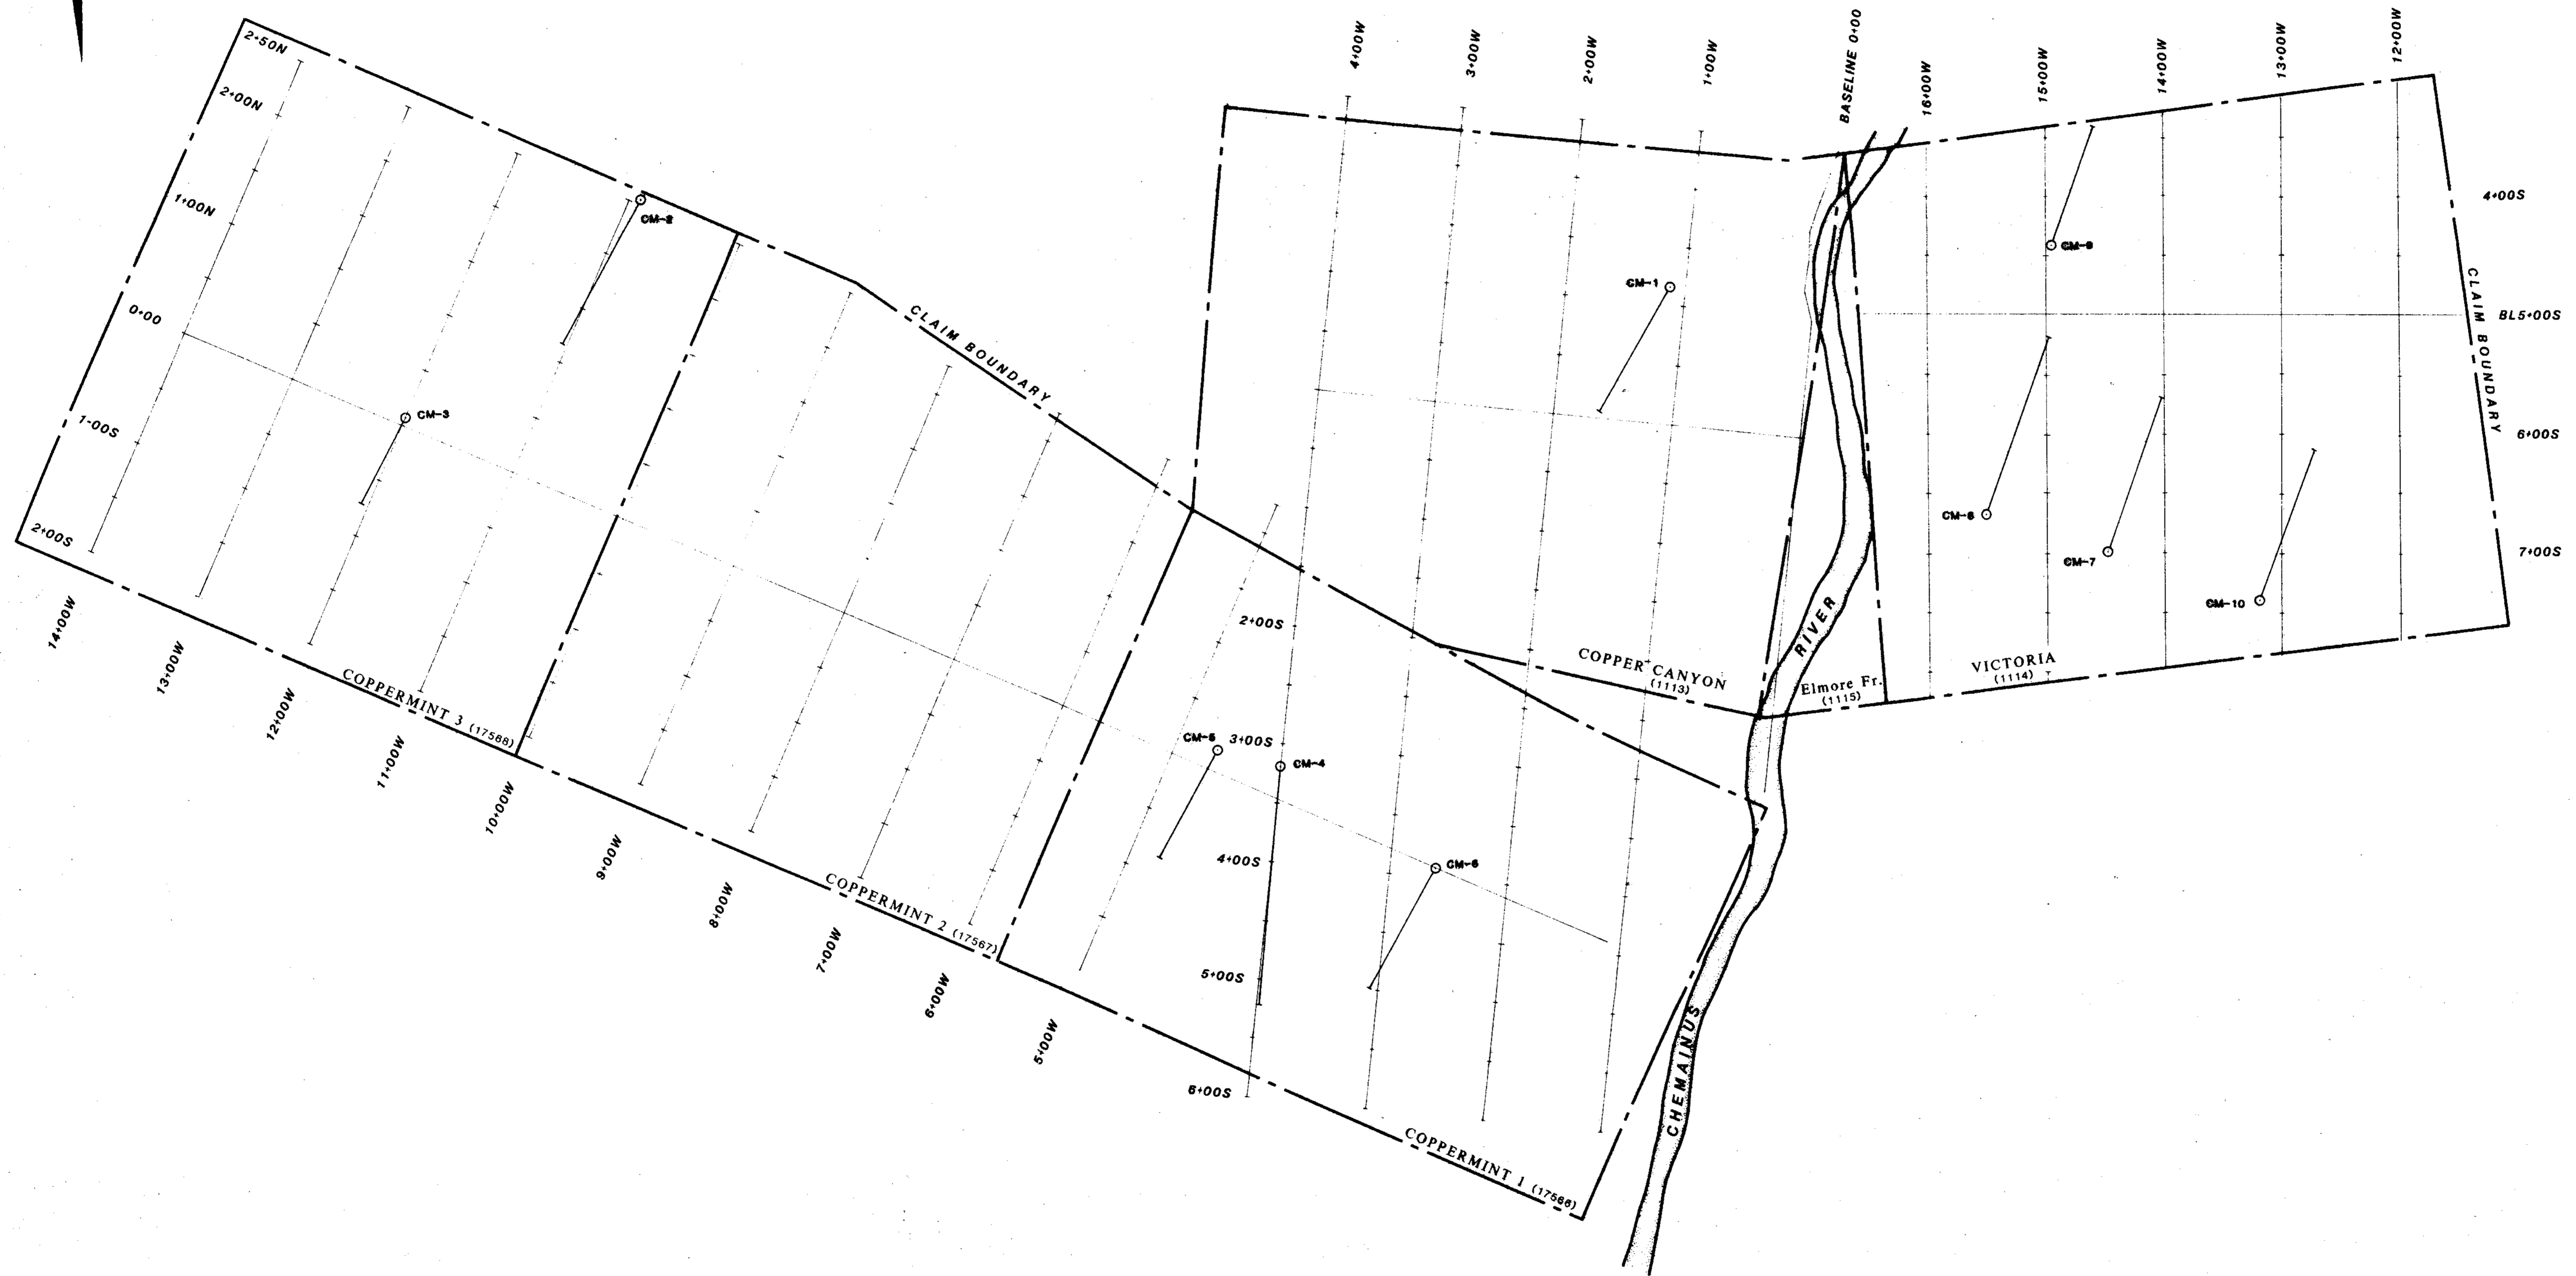 2+50N
2+00N
1+00N
0+00
1-00S
2+00S
14+00W
13+00W
12+00W
11+00W
10+00W
9+00W
8+00W
7+00W
6+00W
5+00W
COPPERMINT 3 (17568)
COPPERMINT 2 (17567)
COPPERMINT 1 (17566)
CM-2
CM-3
CLAIM BOUNDARY
4+00W
3+00W
2+00W
1+00W
BASELINE 0+00
16+00W
15+00W
14+00W
13+00W
12+00W
CM-1
CM-9
4+00S
BL5+00S
6+00S
7+00S
CLAIM BOUNDARY
CM-8
CM-7
CM-10
2+00S
3+00S
4+00S
5+00S
6+00S
CM-5
CM-4
CM-6
COPPER CANYON
(1113)
Elmore Fr.
(1115)
VICTORIA
(1114)
RIVER
CHEMAINUS